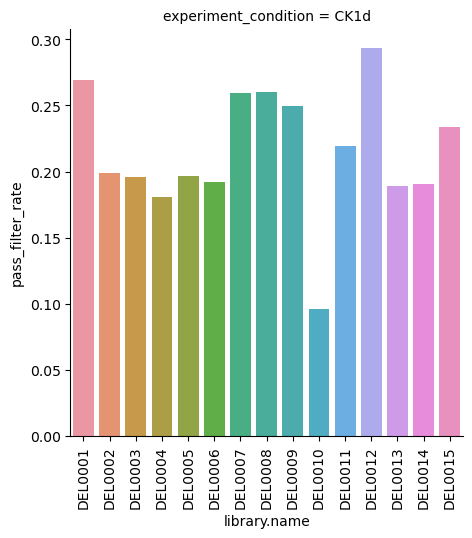 experiment_condition = CK1d
pass_filter_rate
0.30
0.25
0.20
0.15
0.10
0.05
0.00
DEL0001
DEL0002
DEL0003
DEL0004
DEL0005
DEL0006
DEL0007
DEL0008
DEL0009
DEL0010
DEL0011
DEL0012
DEL0013
DEL0014
DEL0015
library.name